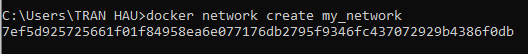 C:\Users\TRAN HAU>docker network create my_network
7ef5d925725661f01f84958ea6e077176db2795f9346fc437072929b4386f0db